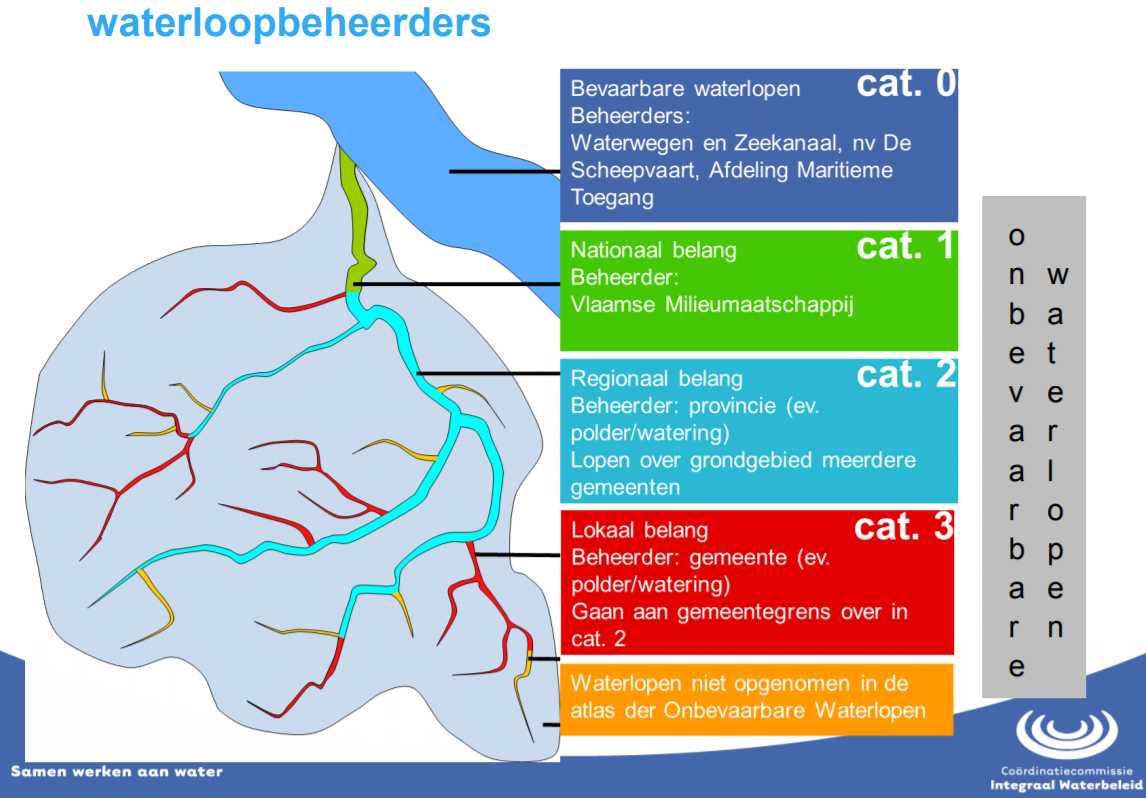 waterloopbeheerders
Bevaarbare waterlopen cat. 0
Beheerders:
Waterwegen en Zeekanaal, nv De
Scheepvaart, Afdeling Maritieme
Toegang
Nationaal belang cat. 1
Beheerder:
Vlaamse Milieumaatschappij
Regionaal belang cat. 2
Beheerder: provincie (ev.
polder/watering)
Lopen over grondgebied meerdere
gemeenten
Lokaal belang cat. 3
Beheerder: gemeente (ev.
polder/watering)
Gaan aan gemeentegrens over in
cat. 2
Waterlopen niet opgenomen in de
atlas der Onbevaarbare Waterlopen
onbevaarbare
waterlopen
Samen werken aan water
Coördinatiecommissie
Integraal Waterbeleid